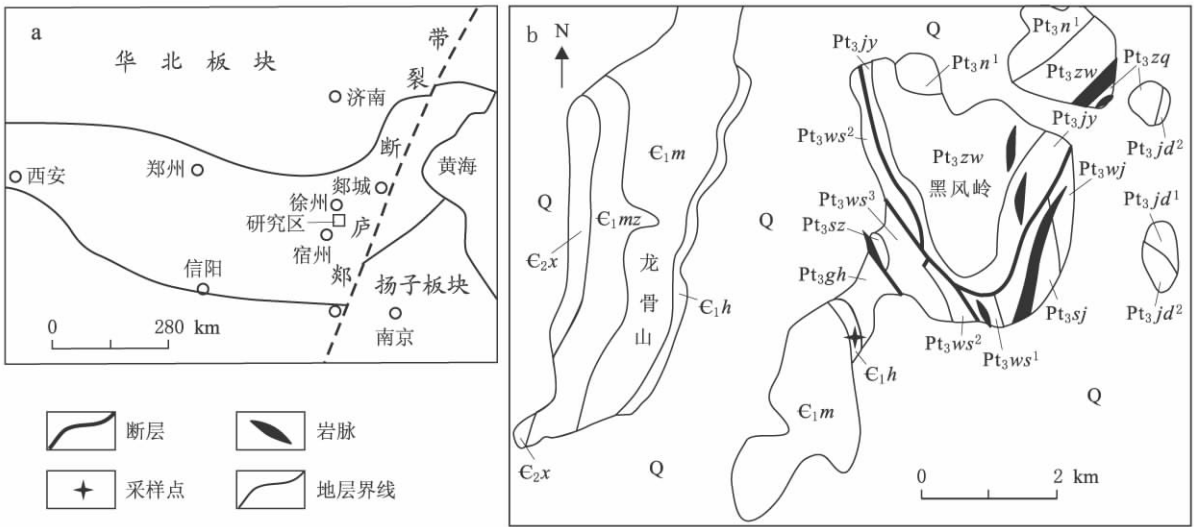 a
华北板块
济南
郑州
西安
郯城
徐州
研究区
宿州
信阳
南京
黄海
扬子板块
郯庐断裂带
0 280 km
断层
岩脉
采样点
地层界线
b
N
Q
Pt₃n¹
Pt₃zw
Pt₃zq
Pt₃jd²
Pt₃jy
Pt₃n¹
Pt₃jy
Pt₃ws²
Pt₃zw
黑风岭
Pt₃wj
Є₁m
Q
Є₁mz
Q
Pt₃ws³
Pt₃sz
Pt₃jd¹
Є₂x
龙骨山
Pt₃gh
Є₁h
Pt₃sj
Pt₃jd²
Pt₃ws²
Pt₃ws¹
Є₁h
Є₁m
Q
Є₂x
Q
0 2 km